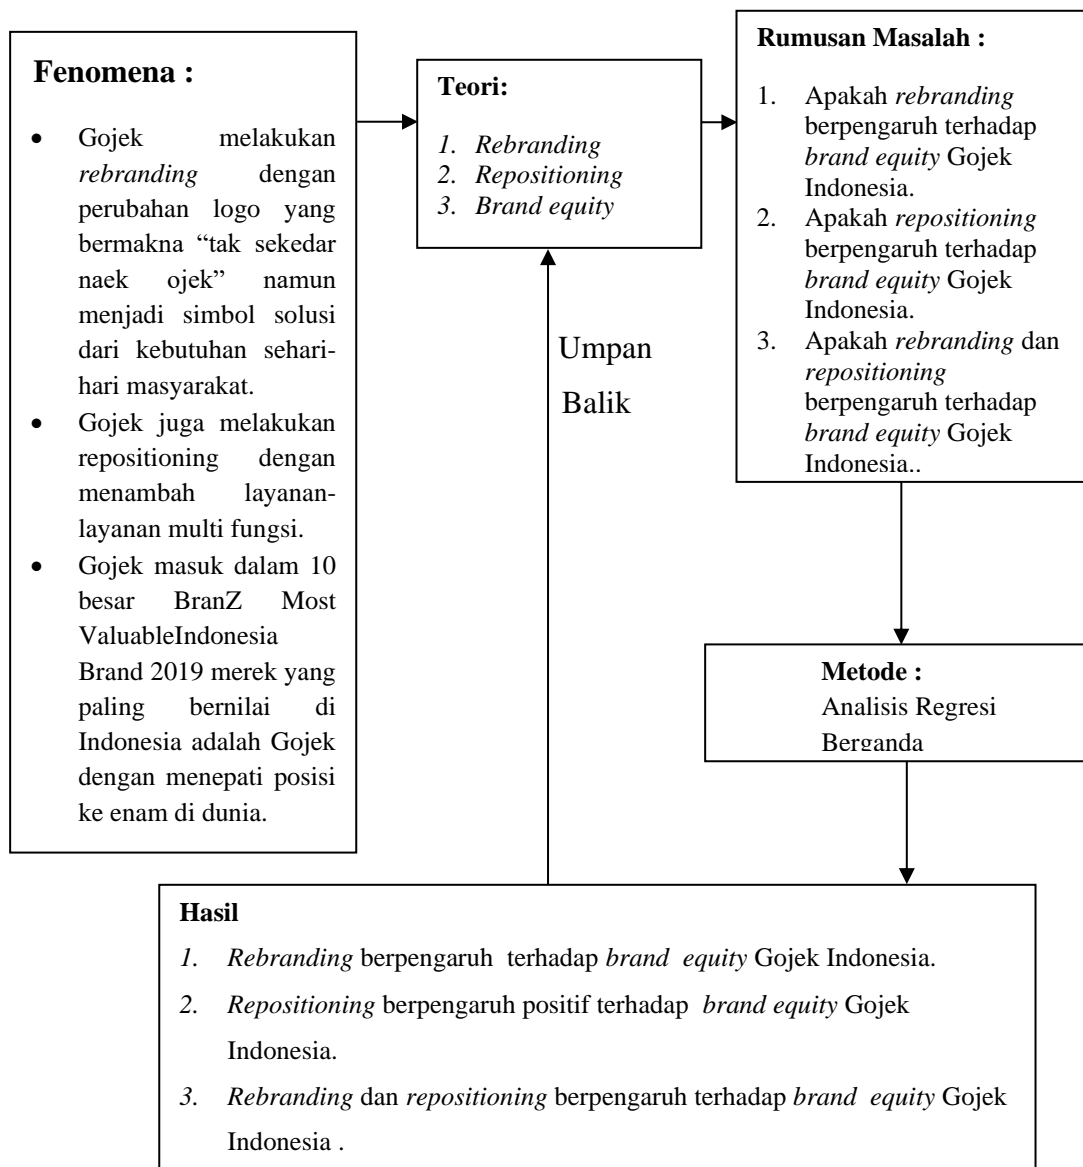 Fenomena :
• Gojek melakukan
rebranding dengan
perubahan logo yang
bermakna “tak sekedar
naek ojek” namun
menjadi simbol solusi
dari kebutuhan sehari-
hari masyarakat.
• Gojek juga melakukan
repositioning dengan
menambah layanan-
layanan multi fungsi.
• Gojek masuk dalam 10
besar BranZ Most
ValuableIndonesia
Brand 2019 merek yang
paling bernilai di
Indonesia adalah Gojek
dengan menepati posisi
ke enam di dunia.
Teori:
1. Rebranding
2. Repositioning
3. Brand equity
Rumusan Masalah :
1. Apakah rebranding
berpengaruh terhadap
brand equity Gojek
Indonesia.
2. Apakah repositioning
berpengaruh terhadap
brand equity Gojek
Indonesia.
3. Apakah rebranding dan
repositioning
berpengaruh terhadap
brand equity Gojek
Indonesia..
Umpan
Balik
Metode :
Analisis Regresi
Berganda
Hasil
1. Rebranding berpengaruh terhadap brand equity Gojek Indonesia.
2. Repositioning berpengaruh positif terhadap brand equity Gojek
Indonesia.
3. Rebranding dan repositioning berpengaruh terhadap brand equity Gojek
Indonesia .